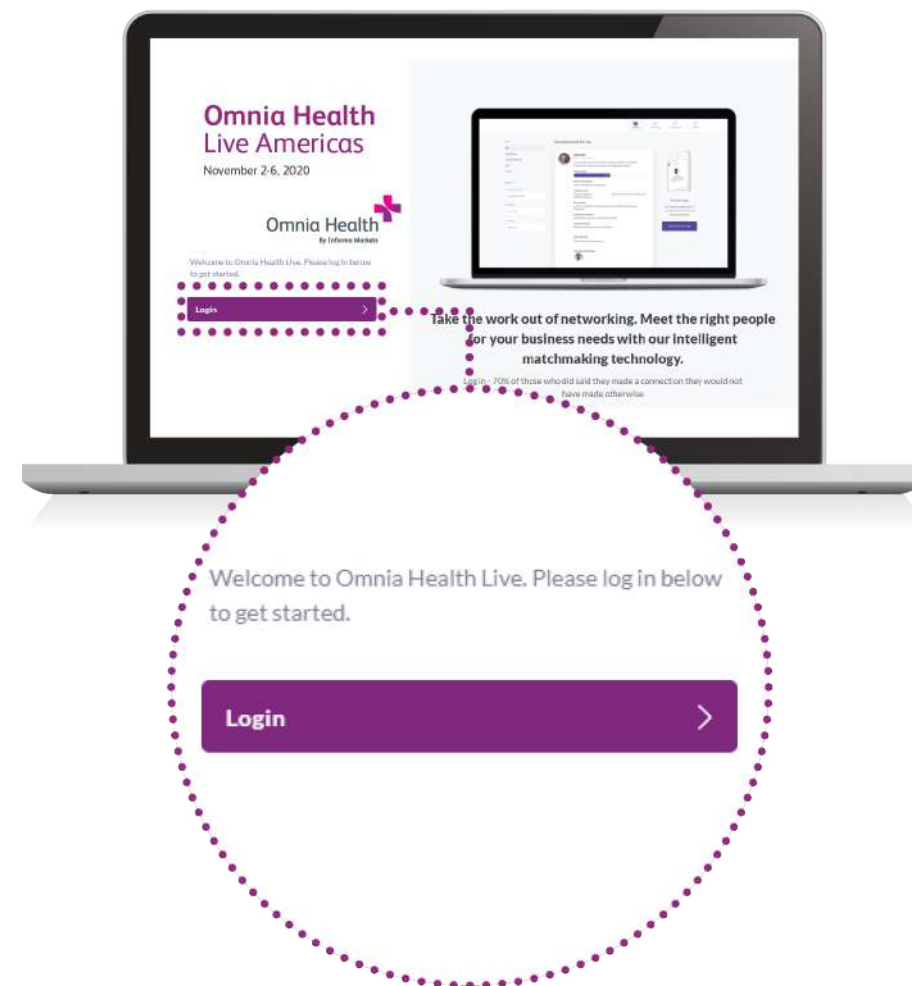 Omnia Health
Live Americas
November 2-6, 2020
Omnia Health
By Informa Markets
Welcome to Omnia Health Live. Please log in below
to get started.
Login
Take the work out of networking. Meet the right people
for your business needs with our intelligent
matchmaking technology.
Log in - 70% of those who did said they made a connection they would not
have made otherwise
Welcome to Omnia Health Live. Please log in below
to get started.
Login